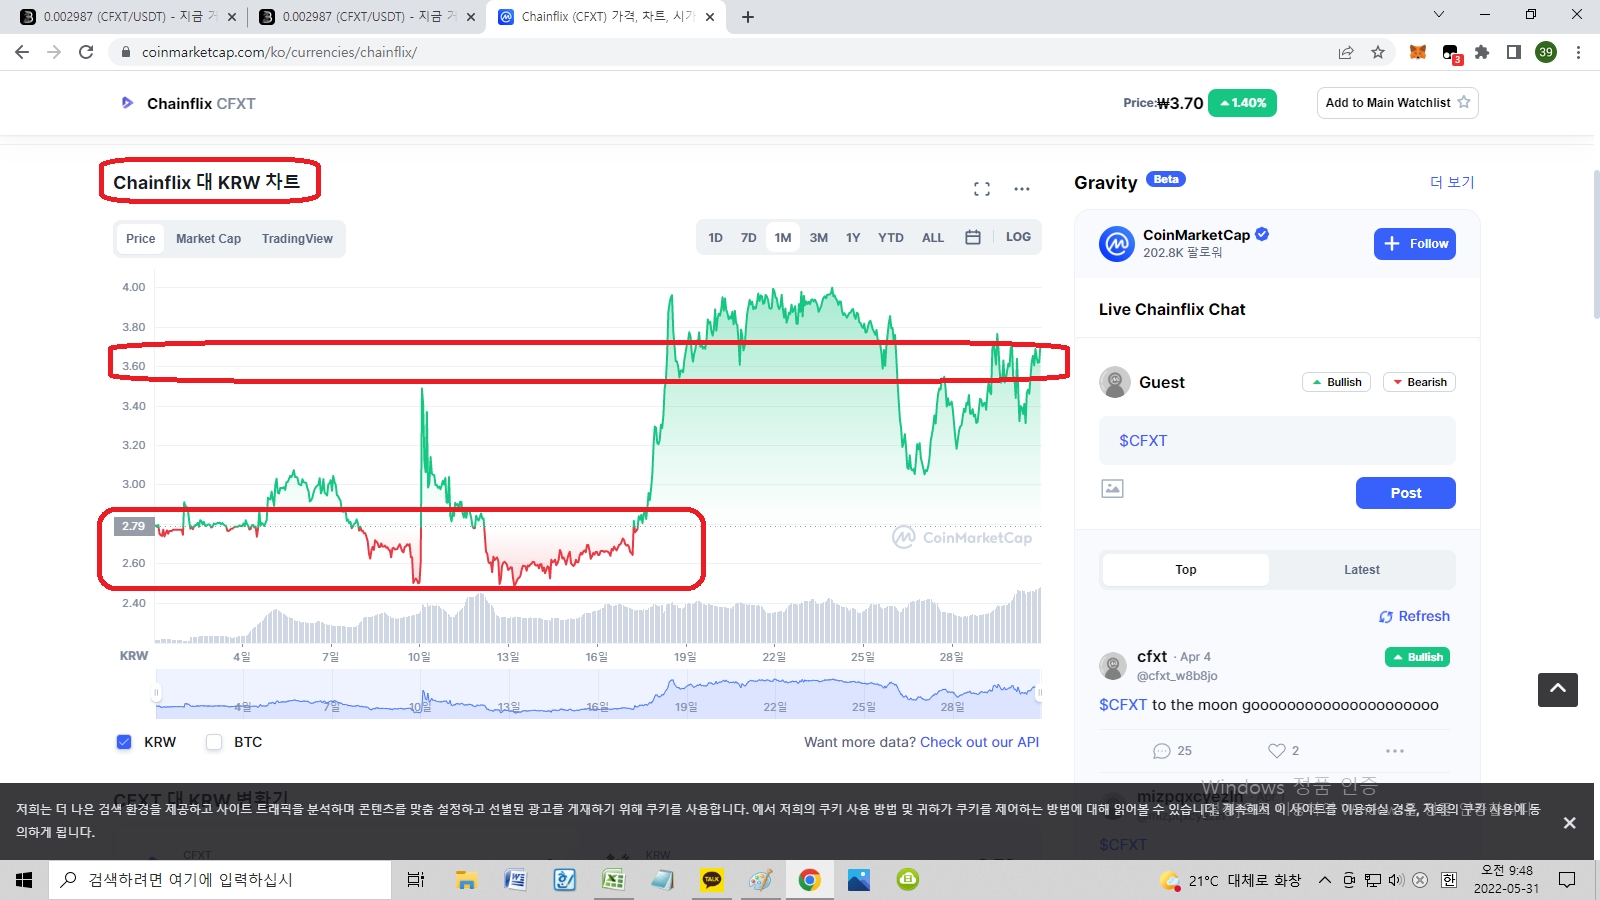 0.002987 (CFXT/USDT) - 지금 거
0.002987 (CFXT/USDT) - 지금 거
Chainflix (CFXT) 가격, 차트, 시가
coinmarketcap.com/ko/currencies/chainflix/
3
39
Chainflix CFXT
Price:₩3.70
1.40%
Add to Main Watchlist
Chainflix 대 KRW 차트
Price
Market Cap
TradingView
1D
7D
1M
3M
1Y
YTD
ALL
LOG
4.00
3.80
3.60
3.40
3.20
3.00
2.79
2.60
2.40
CoinMarketCap
KRW
4일
7일
10일
13일
16일
19일
22일
25일
28일
4일
7일
10일
13일
16일
19일
22일
25일
28일
KRW
BTC
Want more data? Check out our API
Gravity
Beta
더 보기
CoinMarketCap
202.8K 팔로워
Follow
Live Chainflix Chat
Guest
Bullish
Bearish
$CFXT
Post
Top
Latest
Refresh
cfxt · Apr 4
@cfxt_w8b8jo
Bullish
$CFXT to the moon gooooooooooooooooooooo
25
2
Windows 정품 인증
CFXT 대 KRW 변환기
저희는 더 나은 검색 환경을 제공하고 사이트 트래픽을 분석하며 콘텐츠를 맞춤 설정하고 선별된 광고를 게재하기 위해 쿠키를 사용합니다. 에서 저희의 쿠키 사용 방법 및 귀하가 쿠키를 제어하는 방법에 대해 읽어볼 수 있습니다. 계속해서 이 사이트를 이용하실 경우, 저희의 쿠키 사용에 동
의하게 됩니다.
$CFXT
CFXT
KRW
검색하려면 여기에 입력하십시
TALK
21°C 대체로 화창
한
오전 9:48
2022-05-31